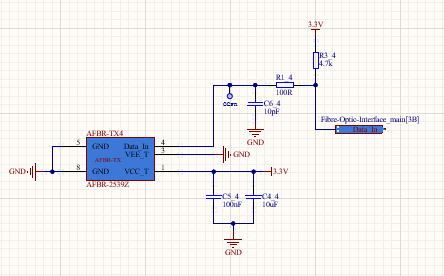 3.3V
R3_4
4.7k
R1_4
100R
C6_4
10pF
GND
Fibre-Optic-Interface_main[3B]
Data_In
AFBR-TX4
5
GND
Data_In
4
VEE_T
3
GND
AFBR-TX
GND
8
GND
VCC_T
1
3.3V
AFBR-2539Z
C5_4
100nF
C4_4
10uF
GND